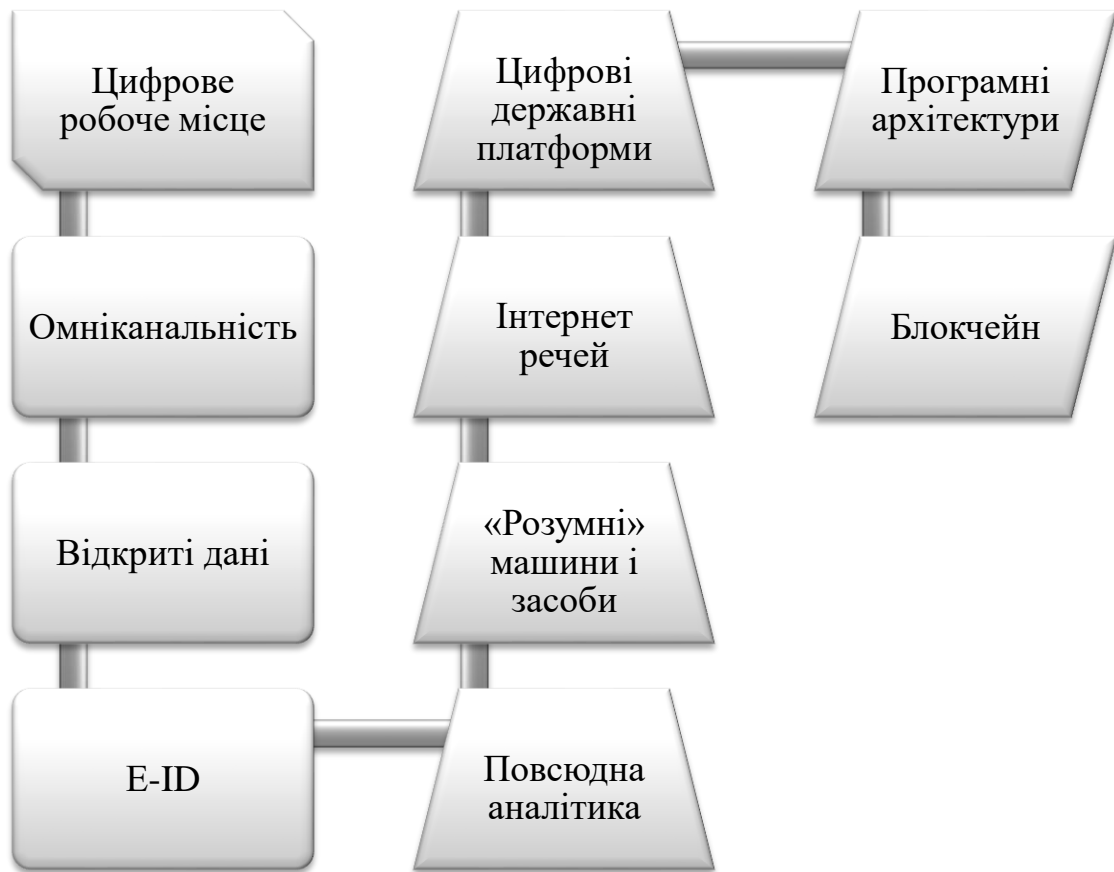 Цифрове
робоче місце
Омніканальність
Відкриті дані
E-ID
Повсюдна
аналітика
«Розумні»
машини і
засоби
Інтернет
речей
Цифрові
державні
платформи
Програмні
архітектури
Блокчейн